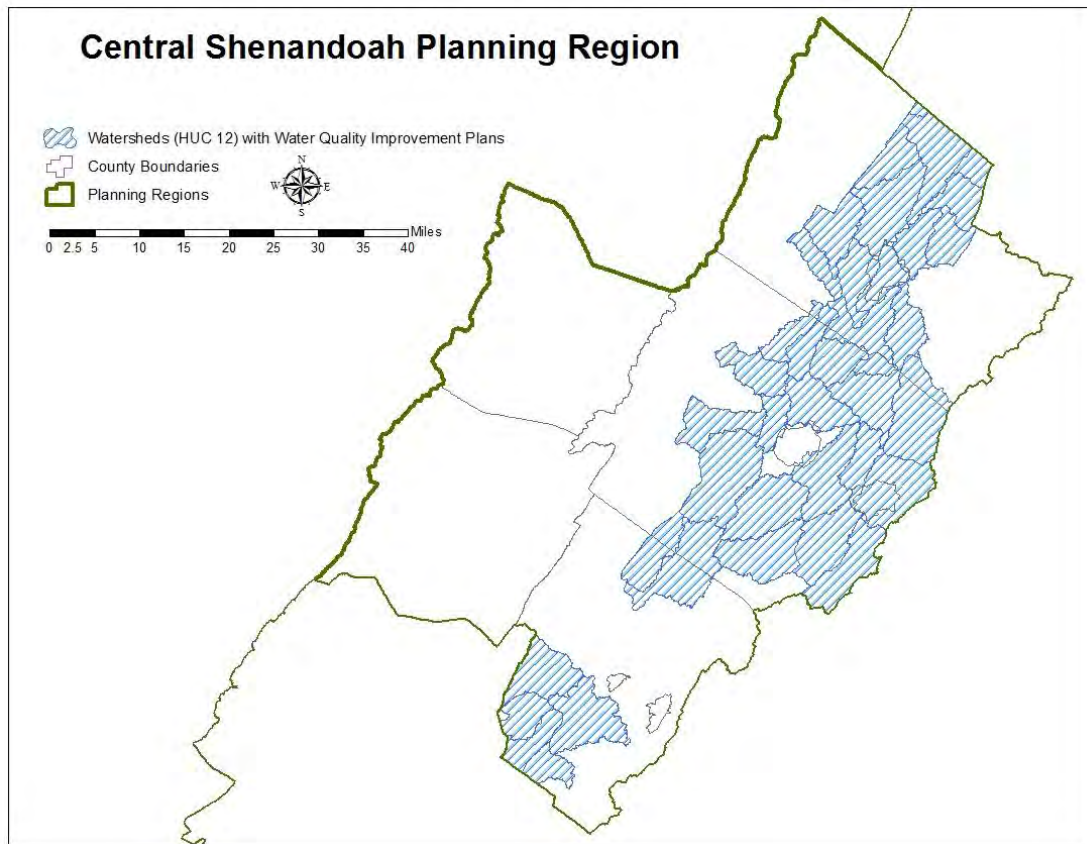 Central Shenandoah Planning Region
Watersheds (HUC 12) with Water Quality Improvement Plans
County Boundaries
Planning Regions
N
W E
S
Miles
0 2.5 5 10 15 20 25 30 35 40